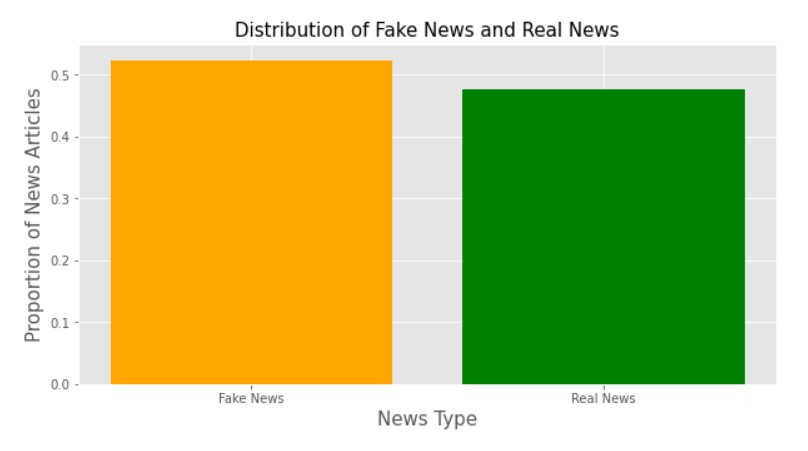 Distribution of Fake News and Real News
Proportion of News Articles
0.5
0.4
0.3
0.2
0.1
0.0
Fake News Real News
News Type